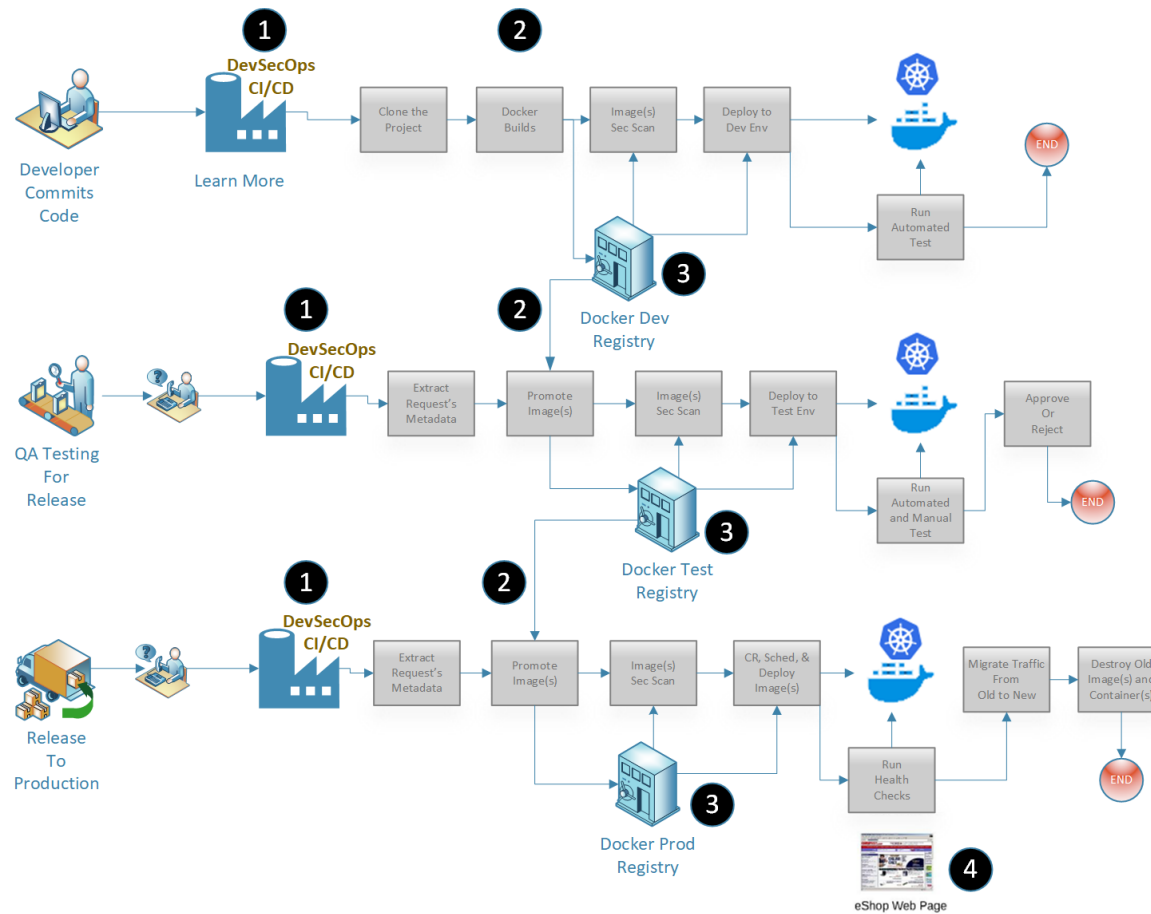 1
2
DevSecOps
CI/CD
Clone the
Project
Docker
Builds
Image(s)
Sec Scan
Deploy to
Dev Env
END
Developer
Commits
Code
Learn More
Run
Automated
Test
3
Docker Dev
Registry
1
2
DevSecOps
CI/CD
Extract
Request's
Metadata
Promote
Image(s)
Image(s)
Sec Scan
Deploy to
Test Env
Approve
Or
Reject
?
QA Testing
For
Release
Run
Automated
and Manual
Test
END
3
Docker Test
Registry
1
2
DevSecOps
CI/CD
Extract
Request's
Metadata
Promote
Image(s)
Image(s)
Sec Scan
CR, Sched, &
Deploy
Image(s)
Migrate Traffic
From
Old to New
Destroy Old
Image(s) and
Container(s)
?
Release
To
Production
Run
Health
Checks
END
3
Docker Prod
Registry
4
eShop Web Page